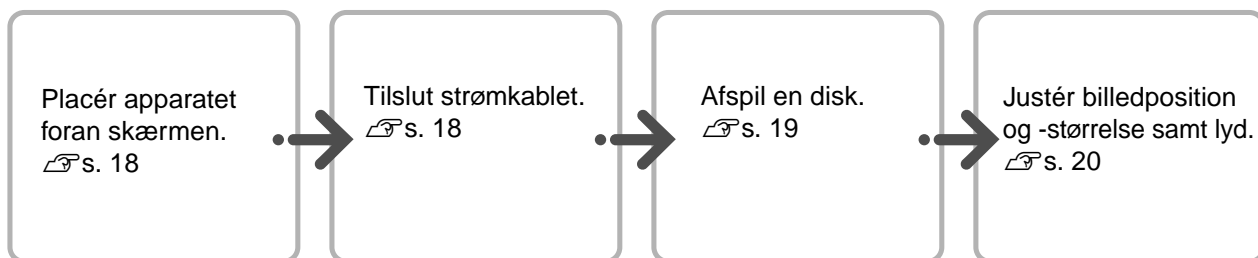 Placér apparatet
foran skærmen.
☞s. 18
Tilslut strømkablet.
☞s. 18
Afspil en disk.
☞s. 19
Justér billedposition
og -størrelse samt lyd.
☞s. 20